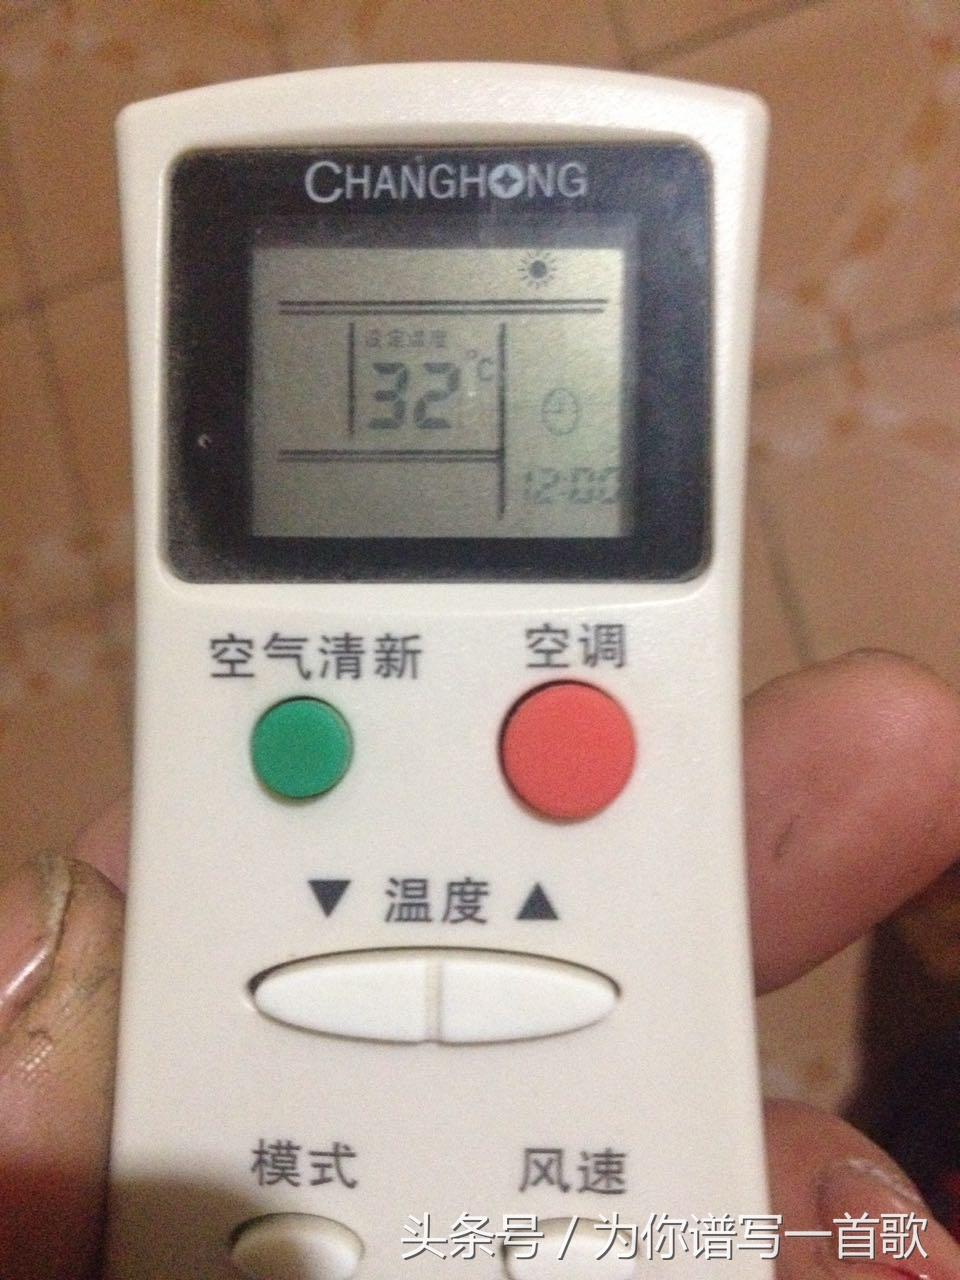 CHANGHONG
设定温度
32°C
12:00
空气清新
空调
▼ 温度 ▲
模式
风速
头条号 / 为你谱写一首歌